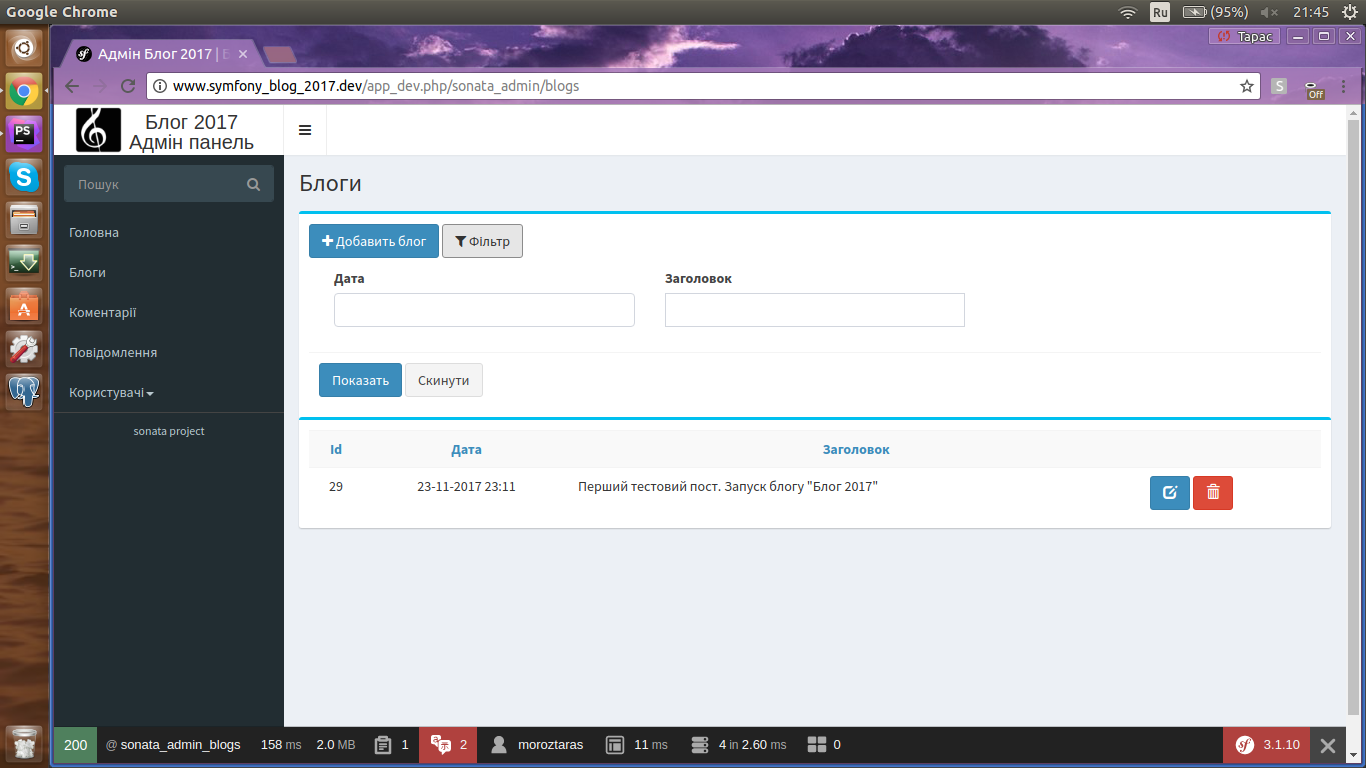 Google Chrome
Ru
(95%)
21:45
Тарас
Адмін Блог 2017 |
www.symfony_blog_2017.dev/app_dev.php/sonata_admin/blogs
S
Off
PS
Блог 2017
Адмін панель
Пошук
Головна
Блоги
Коментарії
Повідомлення
Користувачі
sonata project
Блоги
Добавить блог
Фільтр
Дата
Заголовок
Показать
Скинути
Id
Дата
Заголовок
29
23-11-2017 23:11
Перший тестовий пост. Запуск блогу "Блог 2017"
200
@ sonata_admin_blogs
158 ms
2.0 MB
1
2
moroztaras
11 ms
4 in 2.60 ms
0
3.1.10